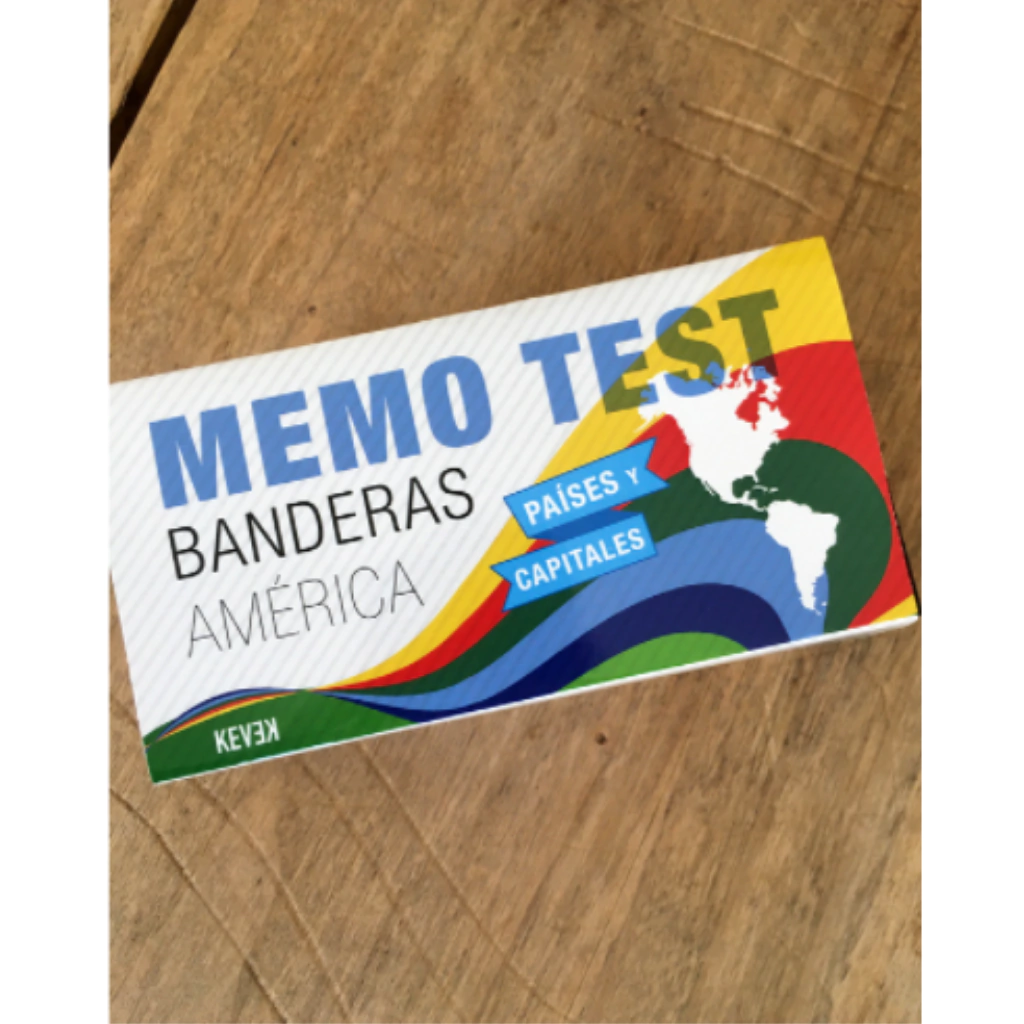 MEMO TEST
BANDERAS
AMÉRICA
PAÍSES Y
CAPITALES
KEVEK